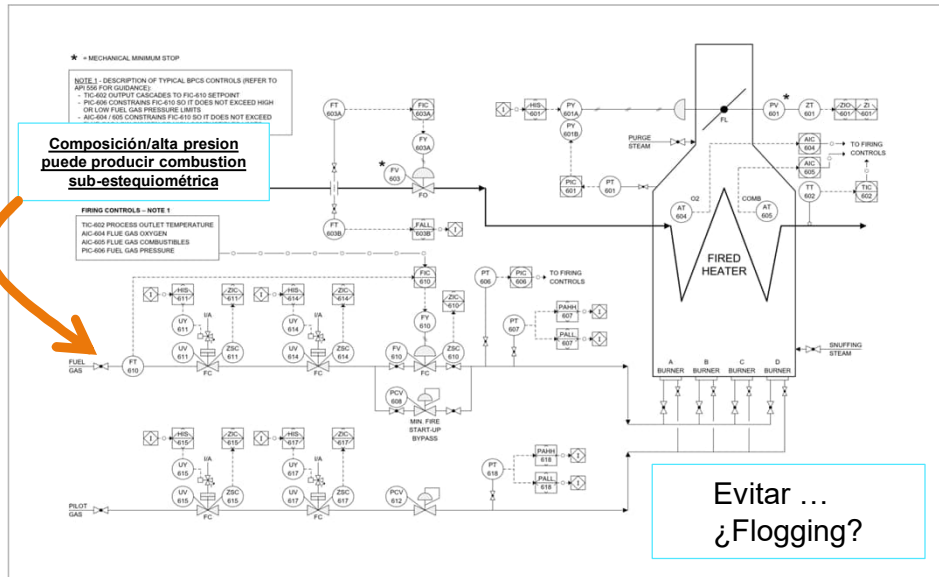 * = MECHANICAL MINIMUM STOP
NOTE 1 - DESCRIPTION OF TYPICAL BPCS CONTROLS (REFER TO
API 556 FOR GUIDANCE):
- TIC-602 OUTPUT CASCADES TO FIC-610 SETPOINT
- PIC-606 CONSTRAINS FIC-610 SO IT DOES NOT EXCEED HIGH
OR LOW FUEL GAS PRESSURE LIMITS
- AIC-604 / 605 CONSTRAINS FIC-610 SO IT DOES NOT EXCEED
Composición/alta presion
puede producir combustion
sub-estequiométrica
FIRING CONTROLS – NOTE 1
TIC-602 PROCESS OUTLET TEMPERATURE
AIC-604 FLUE GAS OXYGEN
AIC-605 FLUE GAS COMBUSTIBLES
PIC-606 FUEL GAS PRESSURE
FT 603A
FIC 603A
FY 603A
* FV 603
FO
FT 603B
FALL 603B
I
I
HIS 601
PY 601A
PY 601B
PIC 601
PT 601
FL
PV 601 *
ZT 601
ZIO 601
ZI 601
PURGE
STEAM
AIC 604
AIC 605
TO FIRING
CONTROLS
TT 602
TIC 602
O2
AT 604
COMB
AT 605
FIRED
HEATER
FIC 610
FY 610
FV 610
FC
ZIC 610
ZSC 610
PT 606
PIC 606
TO FIRING
CONTROLS
PT 607
PAHH 607
I
PALL 607
I
I
HIS 611
I/A
ZIC 611
UY 611
UV 611
FC
ZSC 611
I
HIS 614
I/A
ZIC 614
UY 614
UV 614
FC
ZSC 614
FUEL
GAS
FT 610
PCV 608
MIN. FIRE
START-UP
BYPASS
A
BURNER
B
BURNER
C
BURNER
D
BURNER
SNUFFING
STEAM
I
HIS 615
I/A
ZIC 615
UY 615
UV 615
FC
ZSC 615
I
HIS 617
I/A
ZIC 617
UY 617
UV 617
FC
ZSC 617
PCV 612
PT 618
PAHH 618
I
PALL 618
I
PILOT
GAS
Evitar …
¿Flogging?